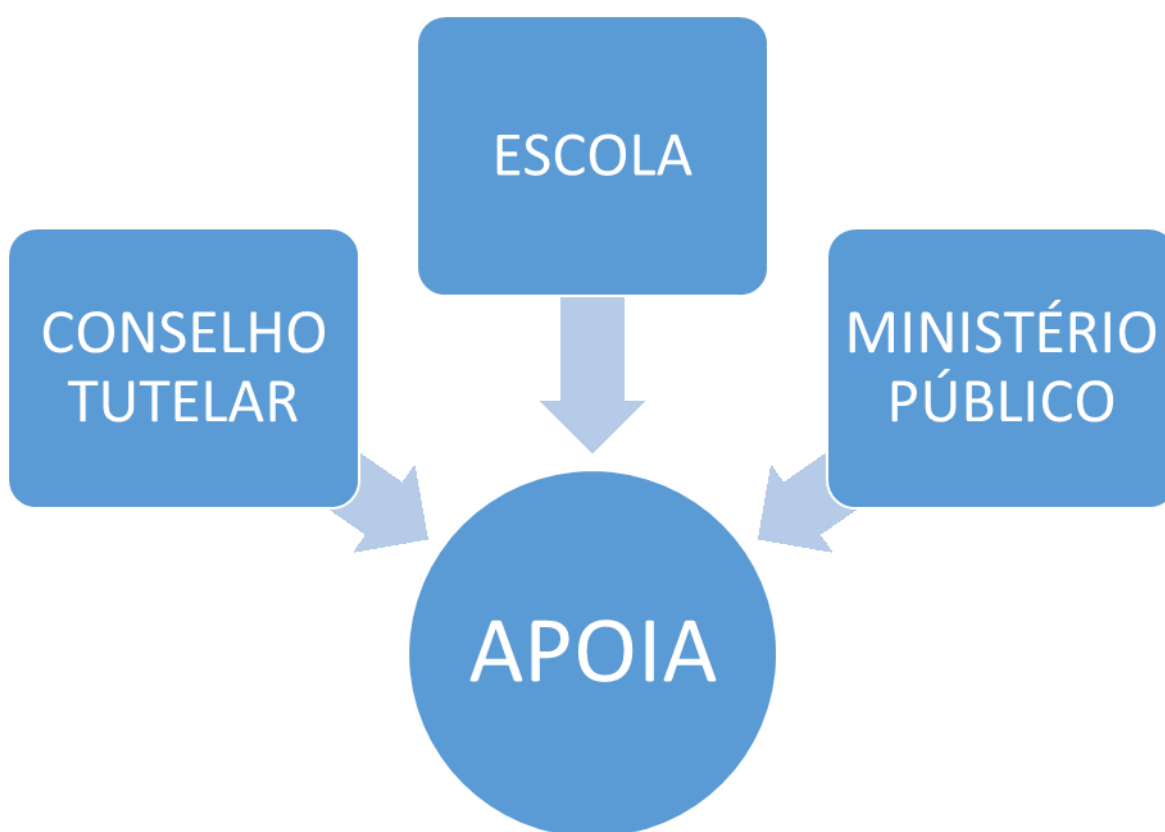 ESCOLA
CONSELHO
TUTELAR
MINISTÉRIO
PÚBLICO
APOIA